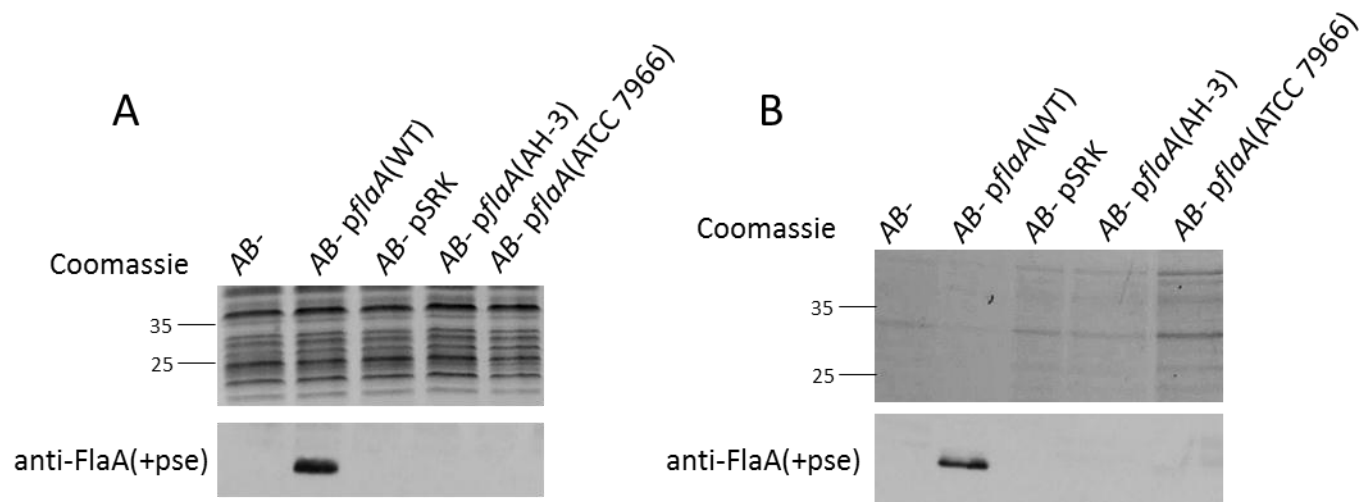 A
AB-
AB- pflaA(WT)
AB- pSRK
AB- pflaA(AH-3)
AB- pflaA(ATCC 7966)
Coomassie
35
25
anti-FlaA(+pse)
B
AB-
AB- pflaA(WT)
AB- pSRK
AB- pflaA(AH-3)
AB- pflaA(ATCC 7966)
Coomassie
35
25
anti-FlaA(+pse)